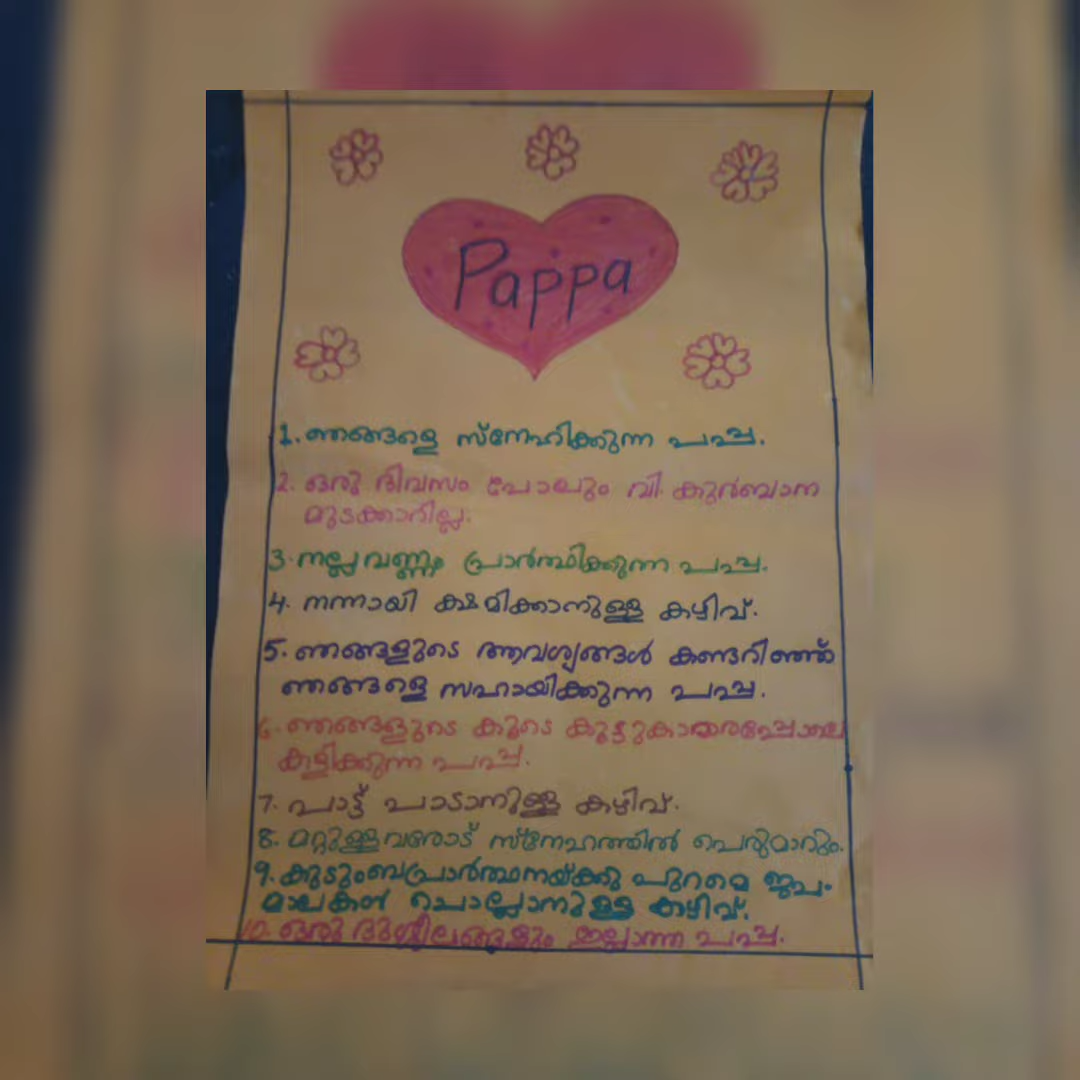 Pappa
1. ഞങ്ങളെ സ്നേഹിക്കുന്ന പപ്പ.
2. ഒരു ദിവസം പോലും വി. കുർബാന
മുടക്കാറില്ല.
3. നല്ലവണ്ണം പ്രാർത്ഥിക്കുന്ന പപ്പ.
4. നന്നായി ക്ഷമിക്കാനുള്ള കഴിവ്.
5. ഞങ്ങളുടെ ആവശ്യങ്ങൾ കണ്ടറിഞ്ഞ്
ഞങ്ങളെ സഹായിക്കുന്ന പപ്പ.
6. ഞങ്ങളുടെ കൂടെ കൂട്ടുകാരെപ്പോലെ
കളിക്കുന്ന പപ്പ.
7. പാട്ട് പാടാനുള്ള കഴിവ്.
8. മറ്റുള്ളവരോട് സ്നേഹത്തിൽ പെരുമാറും.
9. കുടുംബപ്രാർത്ഥനയ്ക്കു പുറമെ ജപ-
മാലകൾ ചൊല്ലാനുള്ള കഴിവ്.
10. ഒരു ദുശ്ശീലങ്ങളും ഇല്ലാത്ത പപ്പ.